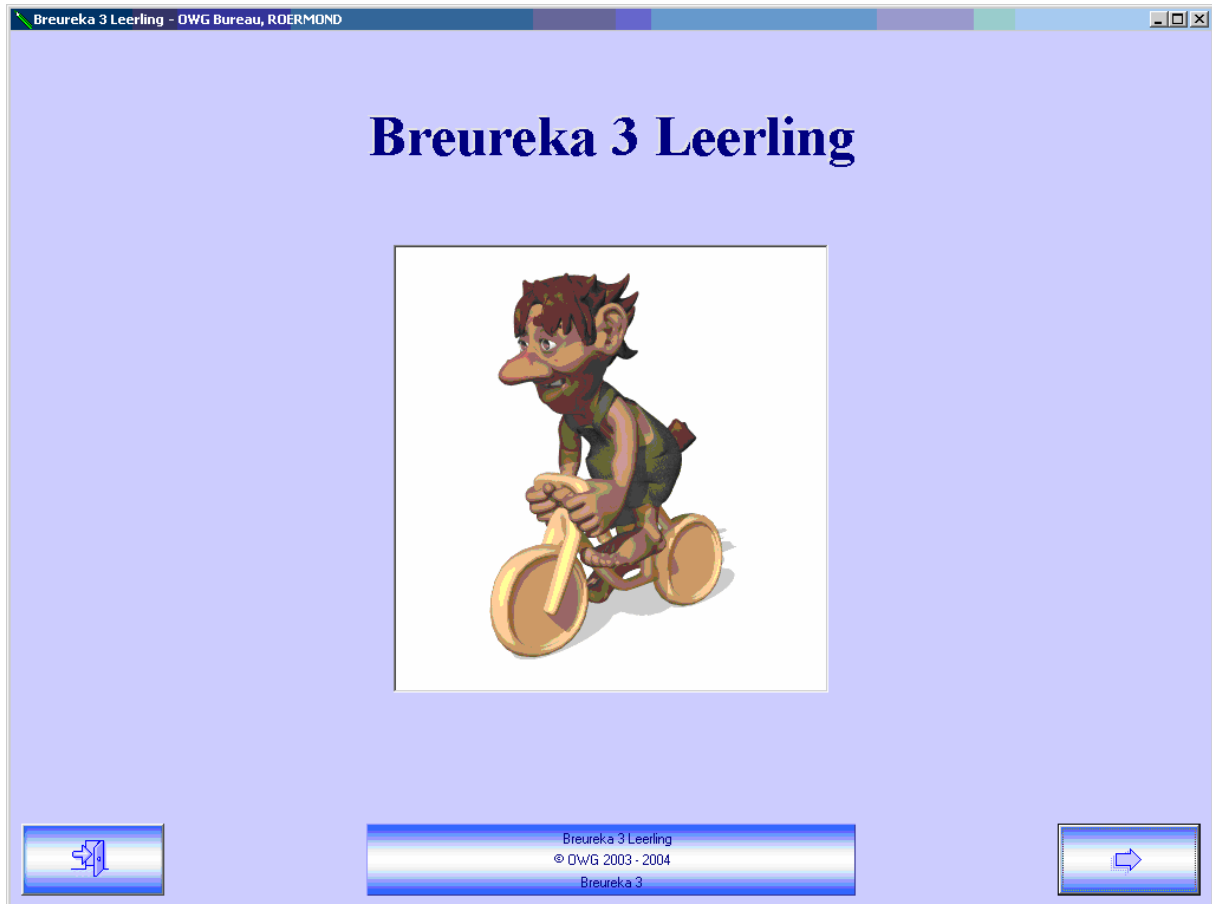 Breureka 3 Leerling - OWG Bureau, ROERMOND
Breureka 3 Leerling
Breureka 3 Leerling
© OWG 2003 - 2004
Breureka 3